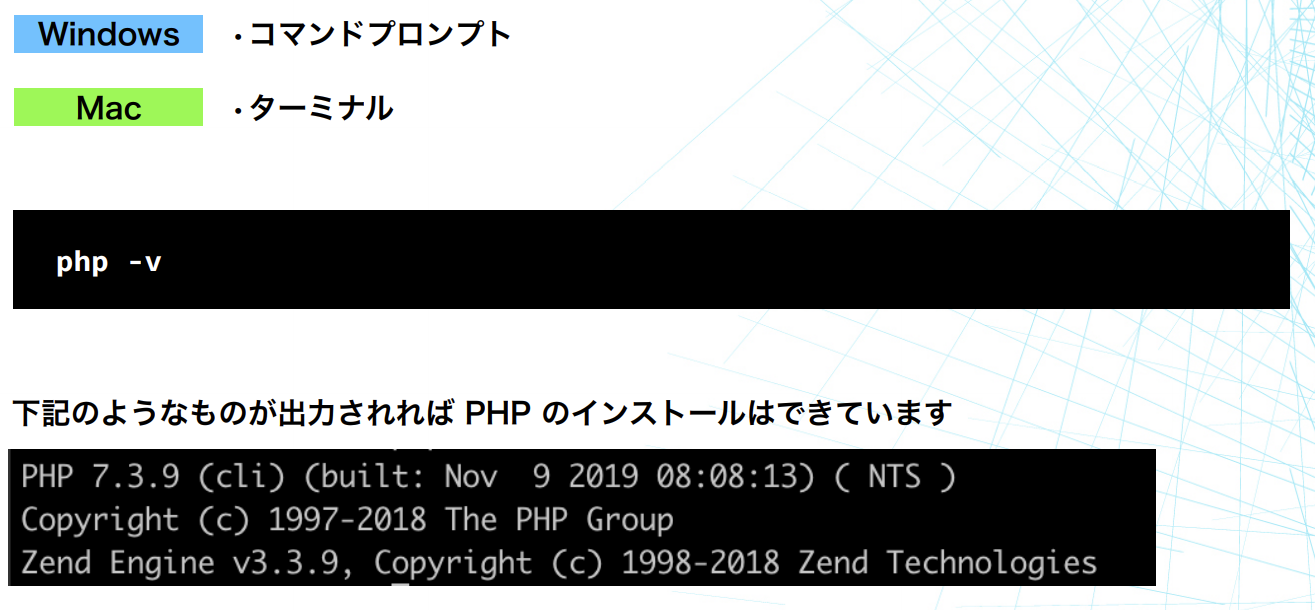 Windows ・コマンドプロンプト
Mac ・ターミナル
php -v
下記のようなものが出力されれば PHP のインストールはできています
PHP 7.3.9 (cli) (built: Nov  9 2019 08:08:13) ( NTS )
Copyright (c) 1997-2018 The PHP Group
Zend Engine v3.3.9, Copyright (c) 1998-2018 Zend Technologies